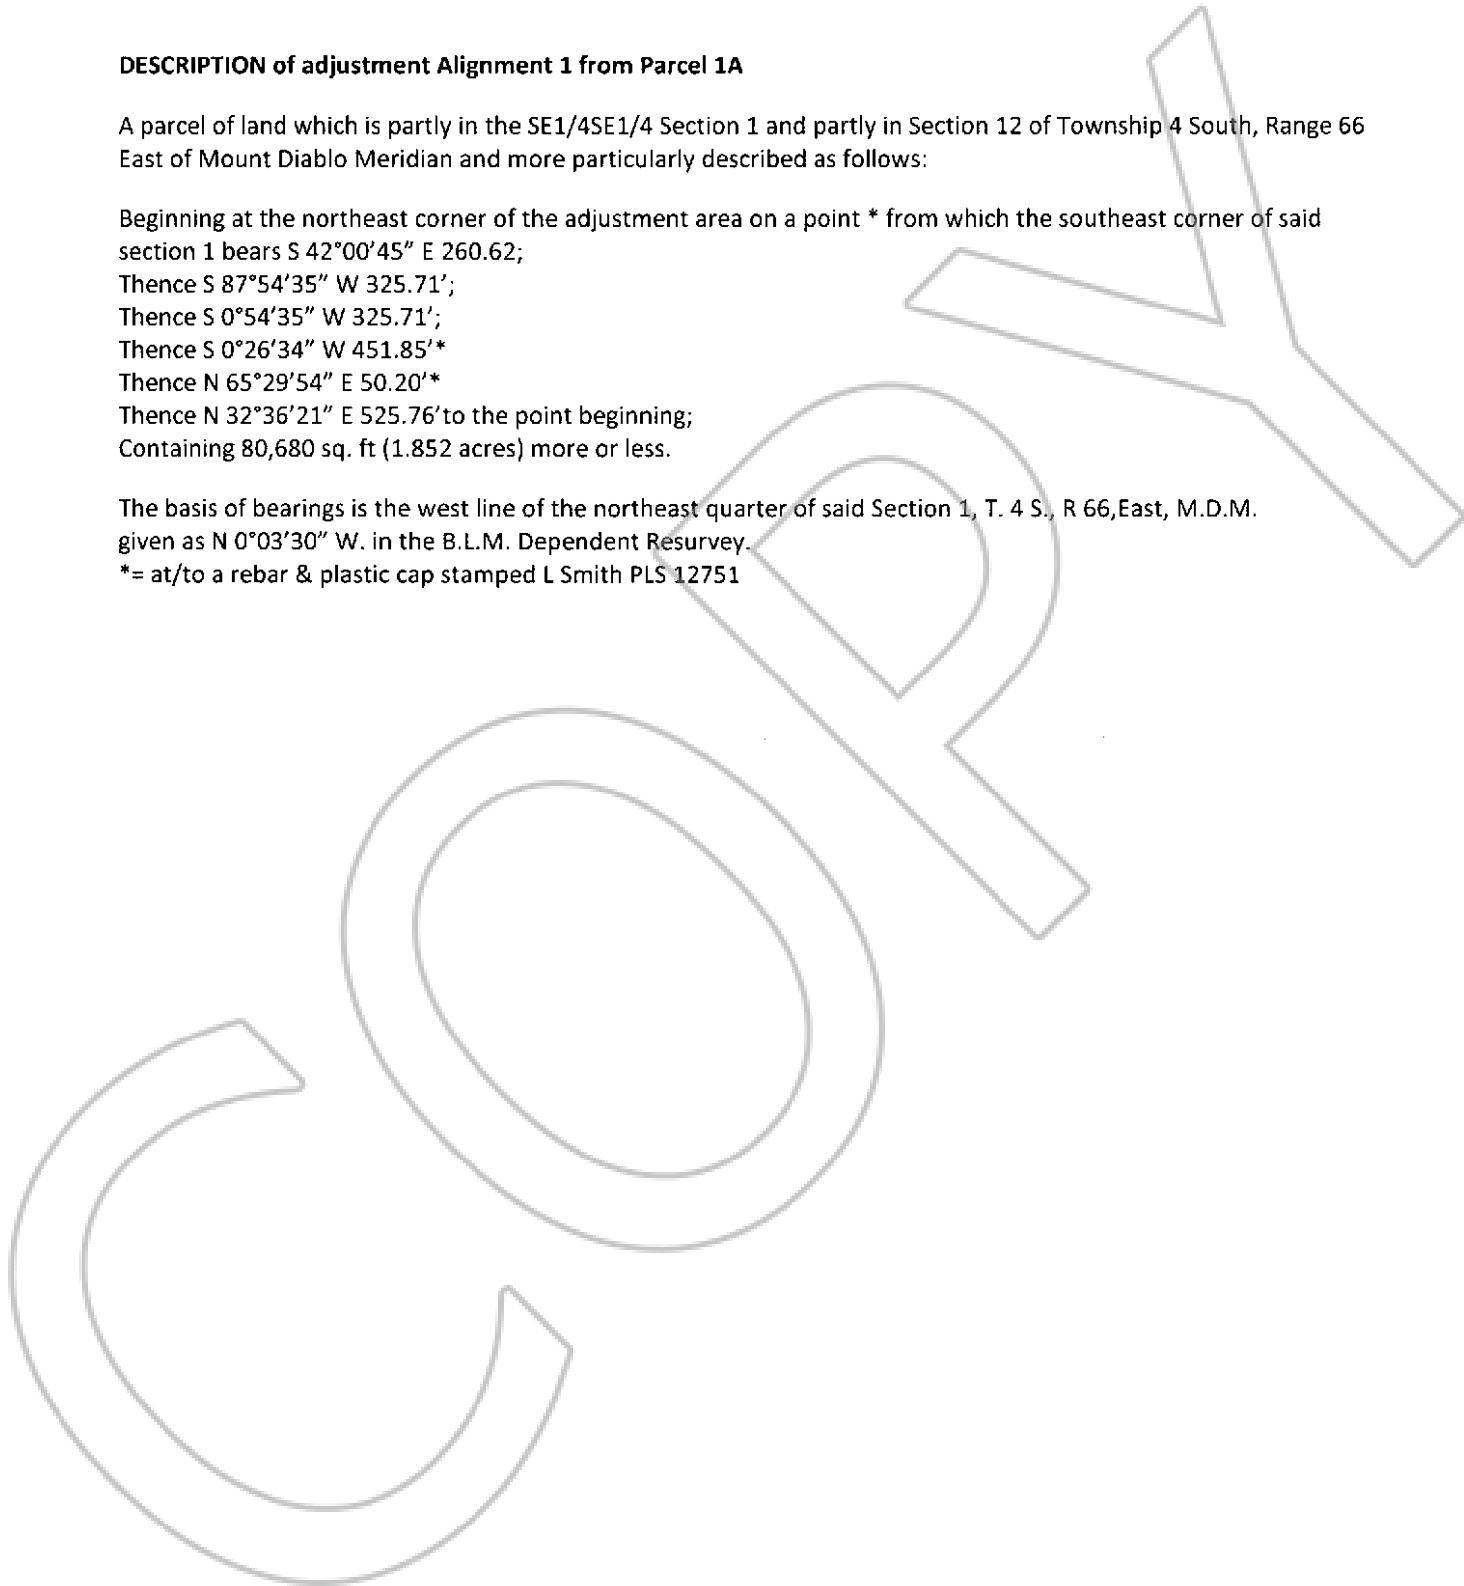 DESCRIPTION of adjustment Alignment 1 from Parcel 1A
A parcel of land which is partly in the SE1/4SE1/4 Section 1 and partly in Section 12 of Township 4 South, Range 66
East of Mount Diablo Meridian and more particularly described as follows:
Beginning at the northeast corner of the adjustment area on a point * from which the southeast corner of said
section 1 bears S 42°00'45" E 260.62;
Thence S 87°54'35" W 325.71';
Thence S 0°54'35" W 325.71';
Thence S 0°26'34" W 451.85'*
Thence N 65°29'54" E 50.20'*
Thence N 32°36'21" E 525.76'to the point beginning;
Containing 80,680 sq. ft (1.852 acres) more or less.
The basis of bearings is the west line of the northeast quarter of said Section 1, T. 4 S., R 66,East, M.D.M.
given as N 0°03'30" W. in the B.L.M. Dependent Resurvey.
*= at/to a rebar & plastic cap stamped L Smith PLS 12751
COPY